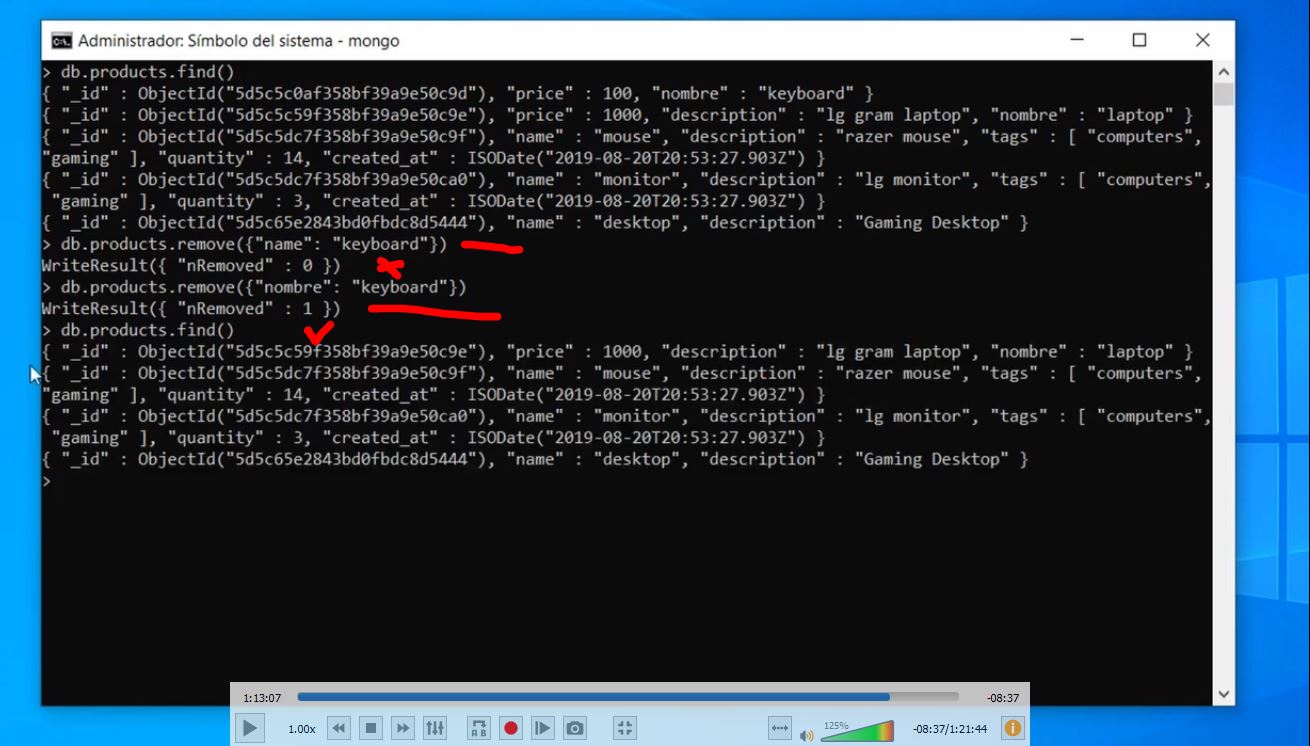 Administrador: Símbolo del sistema - mongo
> db.products.find()
{ "_id" : ObjectId("5d5c5c0af358bf39a9e50c9d"), "price" : 100, "nombre" : "keyboard" }
{ "_id" : ObjectId("5d5c5c59f358bf39a9e50c9e"), "price" : 1000, "description" : "lg gram laptop", "nombre" : "laptop" }
{ "_id" : ObjectId("5d5c5dc7f358bf39a9e50c9f"), "name" : "mouse", "description" : "razer mouse", "tags" : [ "computers",
"gaming" ], "quantity" : 14, "created_at" : ISODate("2019-08-20T20:53:27.903Z") }
{ "_id" : ObjectId("5d5c5dc7f358bf39a9e50ca0"), "name" : "monitor", "description" : "lg monitor", "tags" : [ "computers",
"gaming" ], "quantity" : 3, "created_at" : ISODate("2019-08-20T20:53:27.903Z") }
{ "_id" : ObjectId("5d5c65e2843bd0fbdc8d5444"), "name" : "desktop", "description" : "Gaming Desktop" }
> db.products.remove({"name": "keyboard"})
WriteResult({ "nRemoved" : 0 })
> db.products.remove({"nombre": "keyboard"})
WriteResult({ "nRemoved" : 1 })
> db.products.find()
{ "_id" : ObjectId("5d5c5c59f358bf39a9e50c9e"), "price" : 1000, "description" : "lg gram laptop", "nombre" : "laptop" }
{ "_id" : ObjectId("5d5c5dc7f358bf39a9e50c9f"), "name" : "mouse", "description" : "razer mouse", "tags" : [ "computers",
"gaming" ], "quantity" : 14, "created_at" : ISODate("2019-08-20T20:53:27.903Z") }
{ "_id" : ObjectId("5d5c5dc7f358bf39a9e50ca0"), "name" : "monitor", "description" : "lg monitor", "tags" : [ "computers",
"gaming" ], "quantity" : 3, "created_at" : ISODate("2019-08-20T20:53:27.903Z") }
{ "_id" : ObjectId("5d5c65e2843bd0fbdc8d5444"), "name" : "desktop", "description" : "Gaming Desktop" }
>
1:13:07 -08:37
1.00x A B 125% -08:37/1:21:44